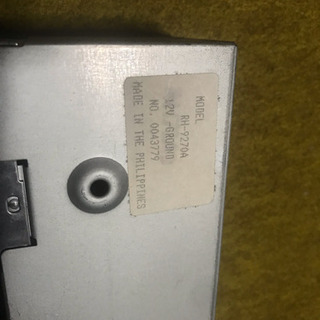 MODEL
RH-9270A
12V -GROUND
NO. 0043779
MADE IN THE PHILIPPINES